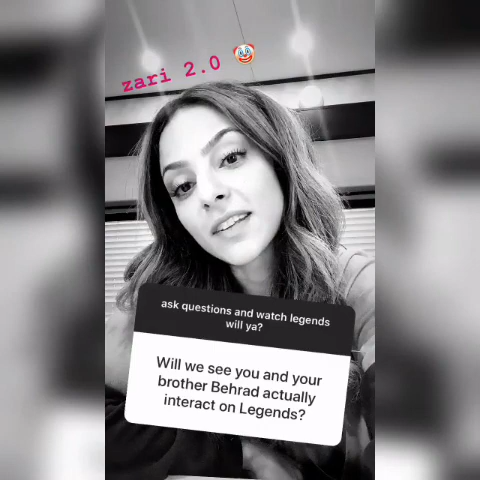 zari 2.0 🤡
ask questions and watch legends
will ya?
Will we see you and your
brother Behrad actually
interact on Legends?